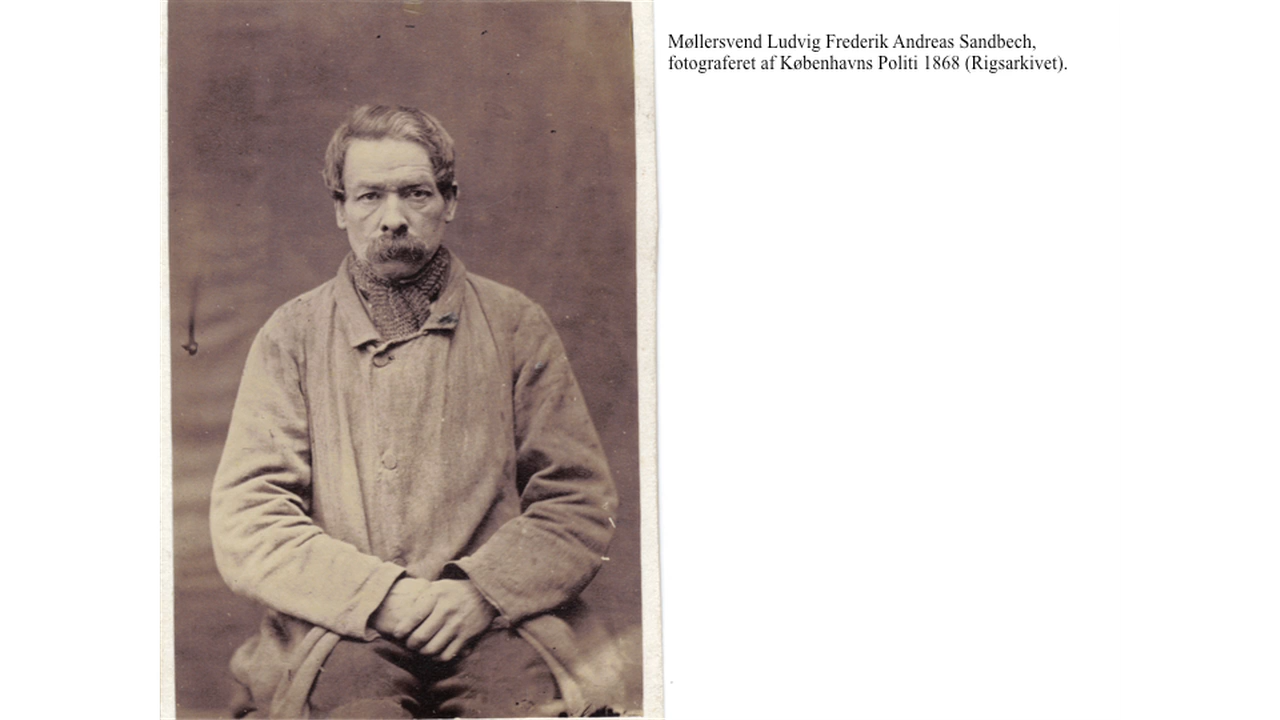 Møllersvend Ludvig Frederik Andreas Sandbech,
fotograferet af Københavns Politi 1868 (Rigsarkivet).